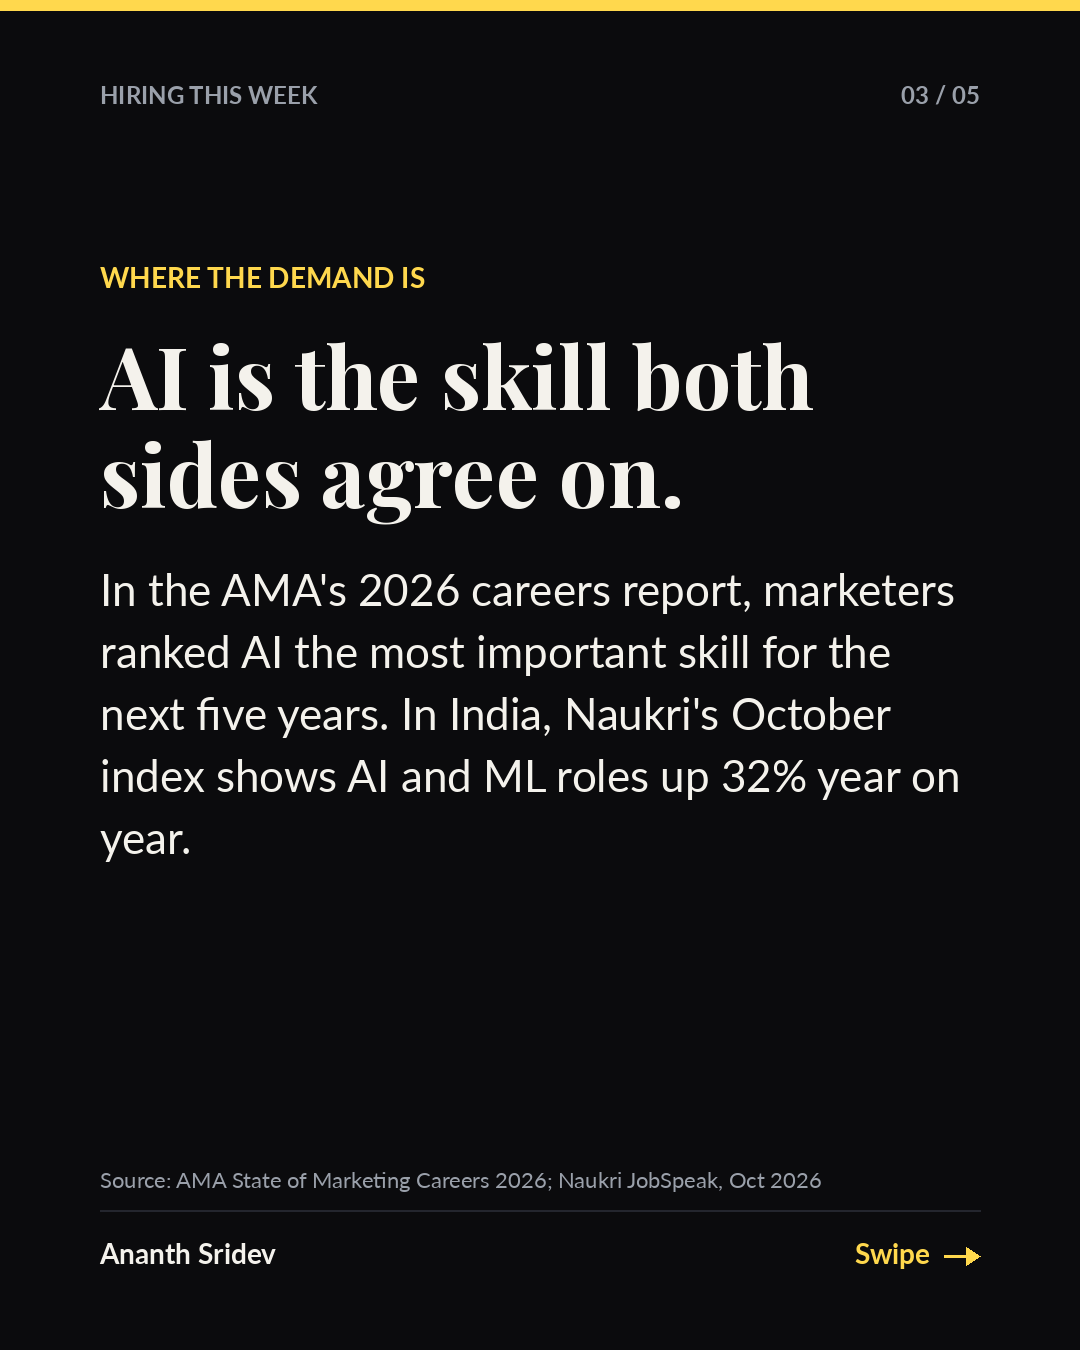 HIRING THIS WEEK
03 / 05
WHERE THE DEMAND IS
AI is the skill both
sides agree on.
In the AMA's 2026 careers report, marketers
ranked AI the most important skill for the
next five years. In India, Naukri's October
index shows AI and ML roles up 32% year on
year.
Source: AMA State of Marketing Careers 2026; Naukri JobSpeak, Oct 2026
Ananth Sridev
Swipe